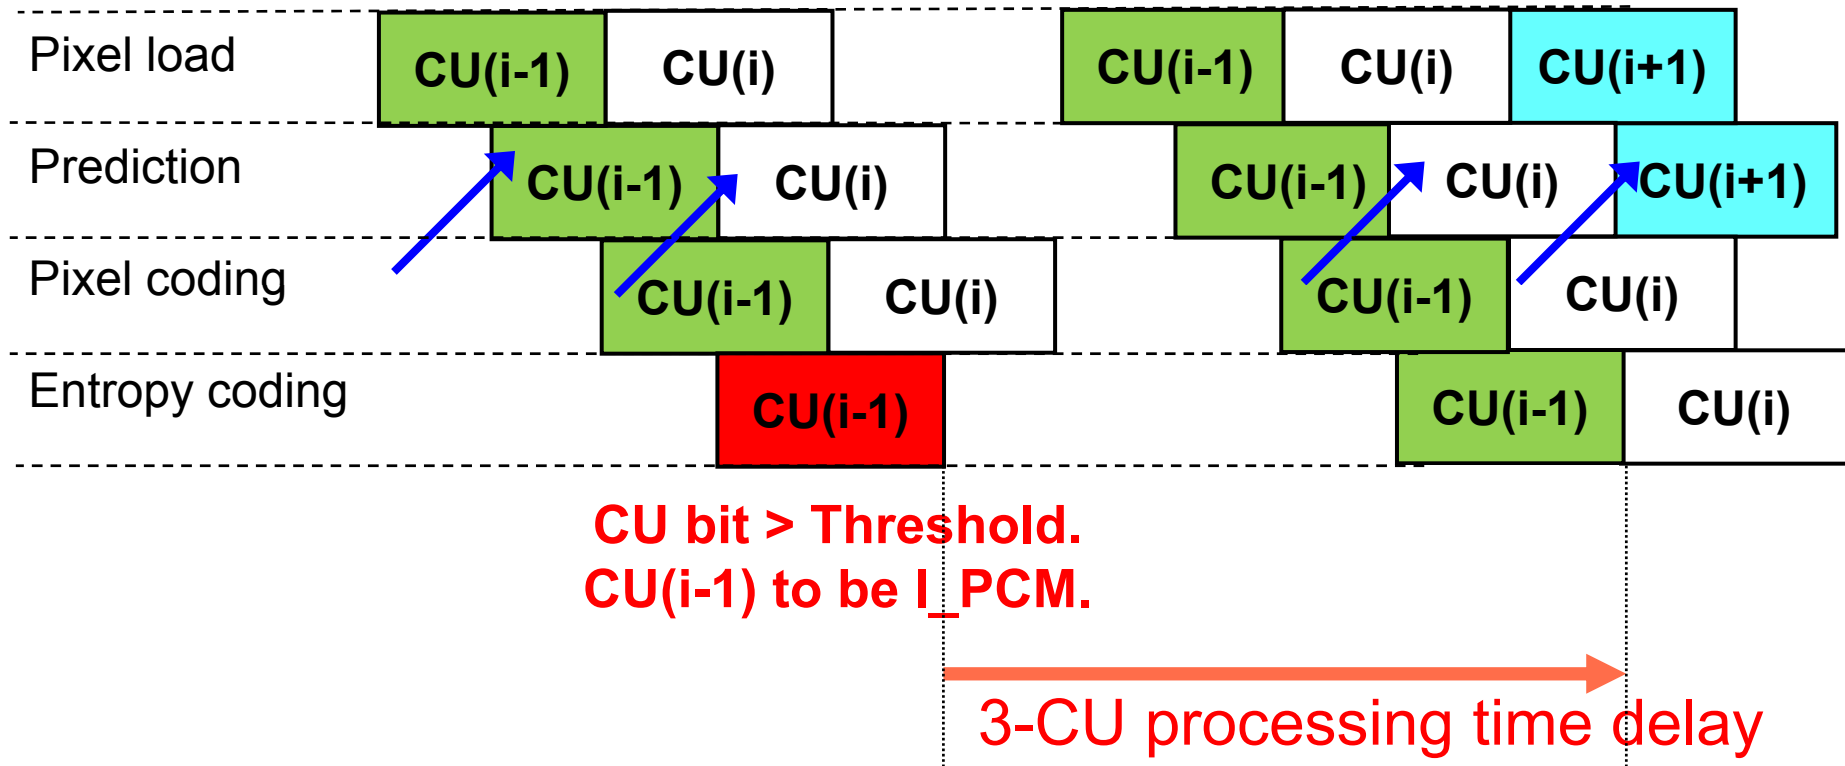 Pixel load
CU(i-1)
CU(i)
CU(i-1)
CU(i)
CU(i+1)
Prediction
CU(i-1)
CU(i)
CU(i-1)
CU(i)
CU(i+1)
Pixel coding
CU(i-1)
CU(i)
CU(i-1)
CU(i)
Entropy coding
CU(i-1)
CU(i-1)
CU(i)
CU bit > Threshold.
CU(i-1) to be I_PCM.
3-CU processing time delay